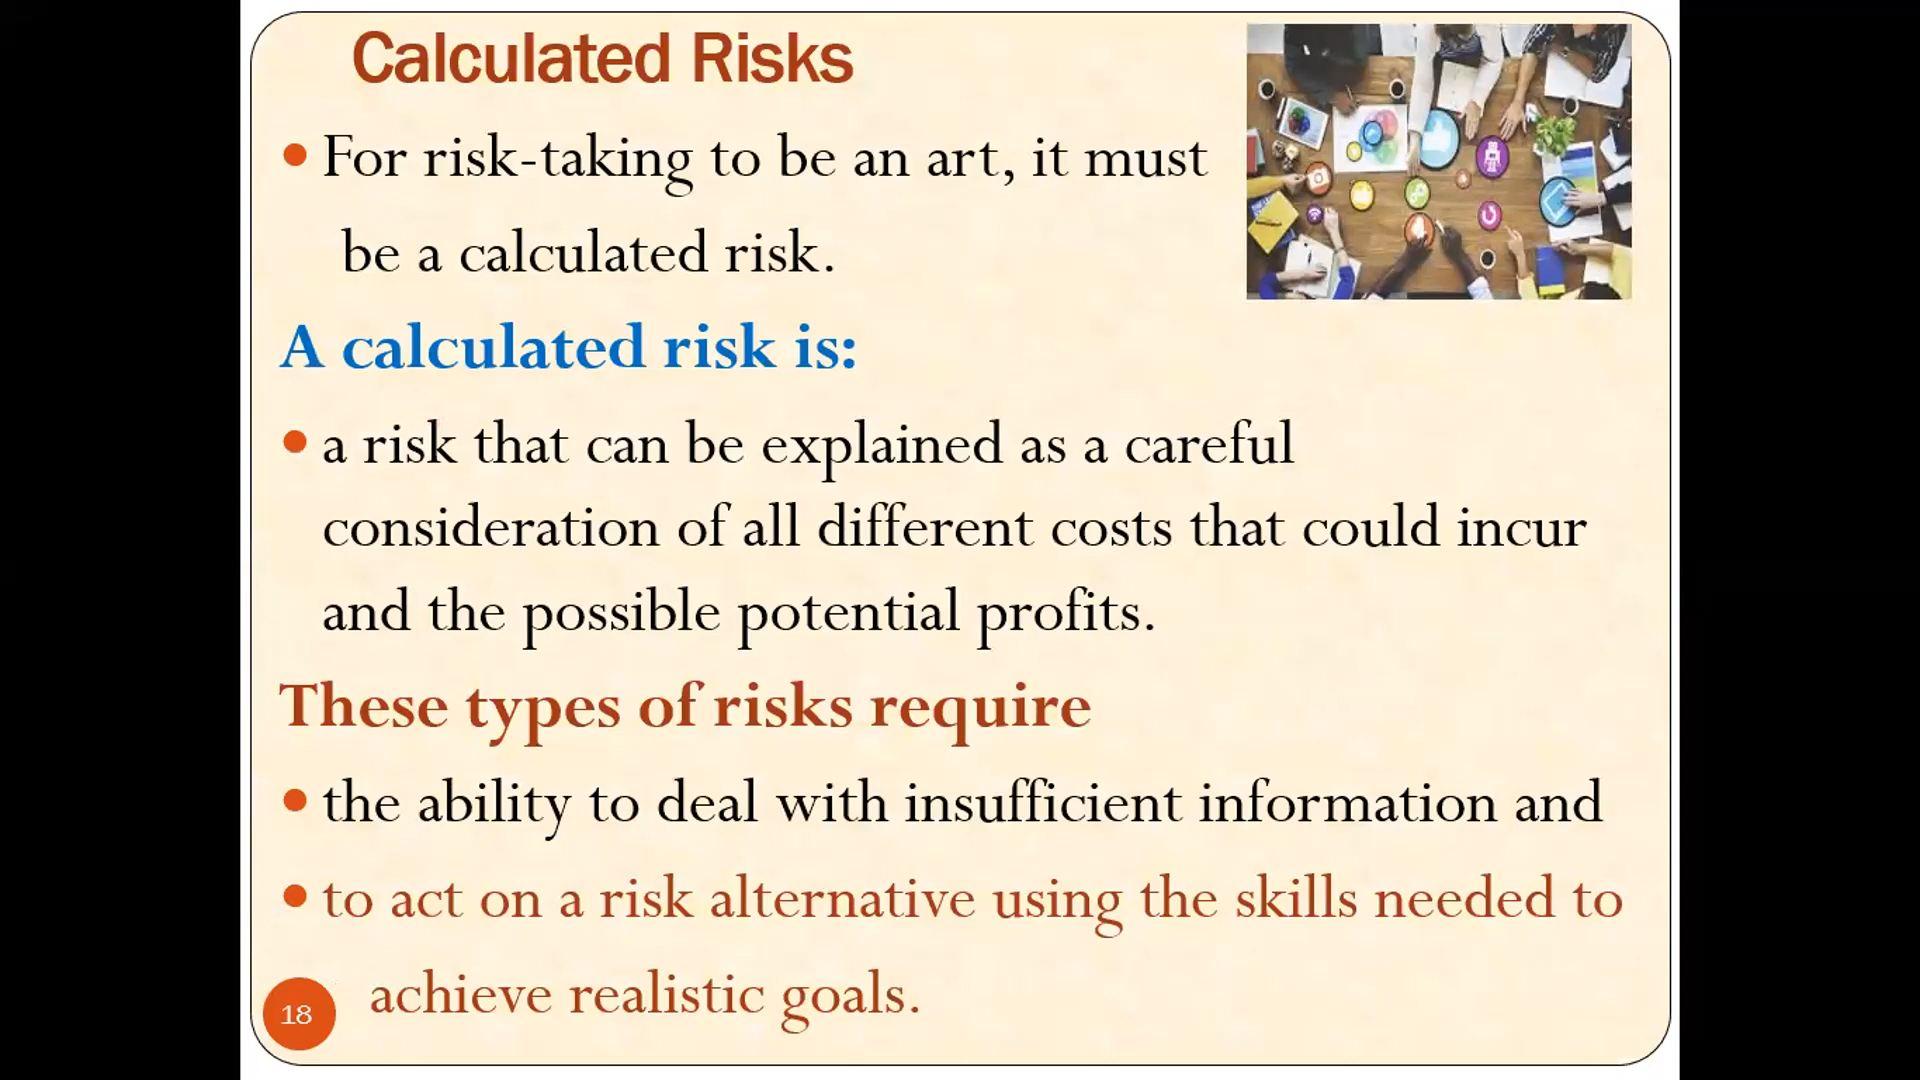 Calculated Risks
• For risk-taking to be an art, it must
be a calculated risk.
A calculated risk is:
• a risk that can be explained as a careful
consideration of all different costs that could incur
and the possible potential profits.
These types of risks require
• the ability to deal with insufficient information and
• to act on a risk alternative using the skills needed to
achieve realistic goals.
18